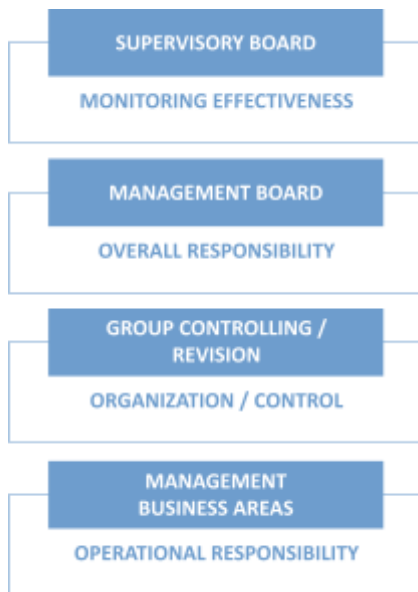 SUPERVISORY BOARD
MONITORING EFFECTIVENESS
MANAGEMENT BOARD
OVERALL RESPONSIBILITY
GROUP CONTROLLING /
REVISION
ORGANIZATION / CONTROL
MANAGEMENT
BUSINESS AREAS
OPERATIONAL RESPONSIBILITY